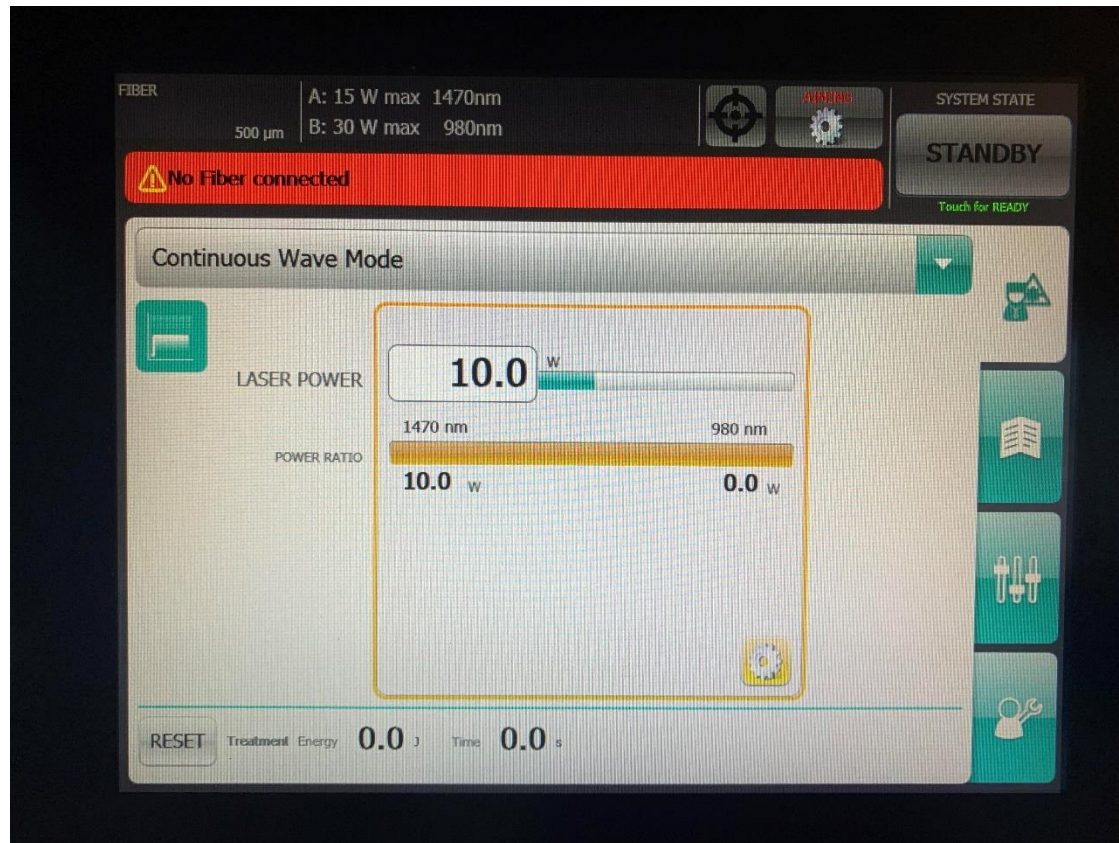 FIBER
500 µm
A: 15 W max 1470nm
B: 30 W max 980nm
AIMING
SYSTEM STATE
STANDBY
Touch for READY
No Fiber connected
Continuous Wave Mode
LASER POWER
10.0 W
1470 nm 980 nm
POWER RATIO
10.0 W 0.0 W
RESET Treatment Energy 0.0 J Time 0.0 s